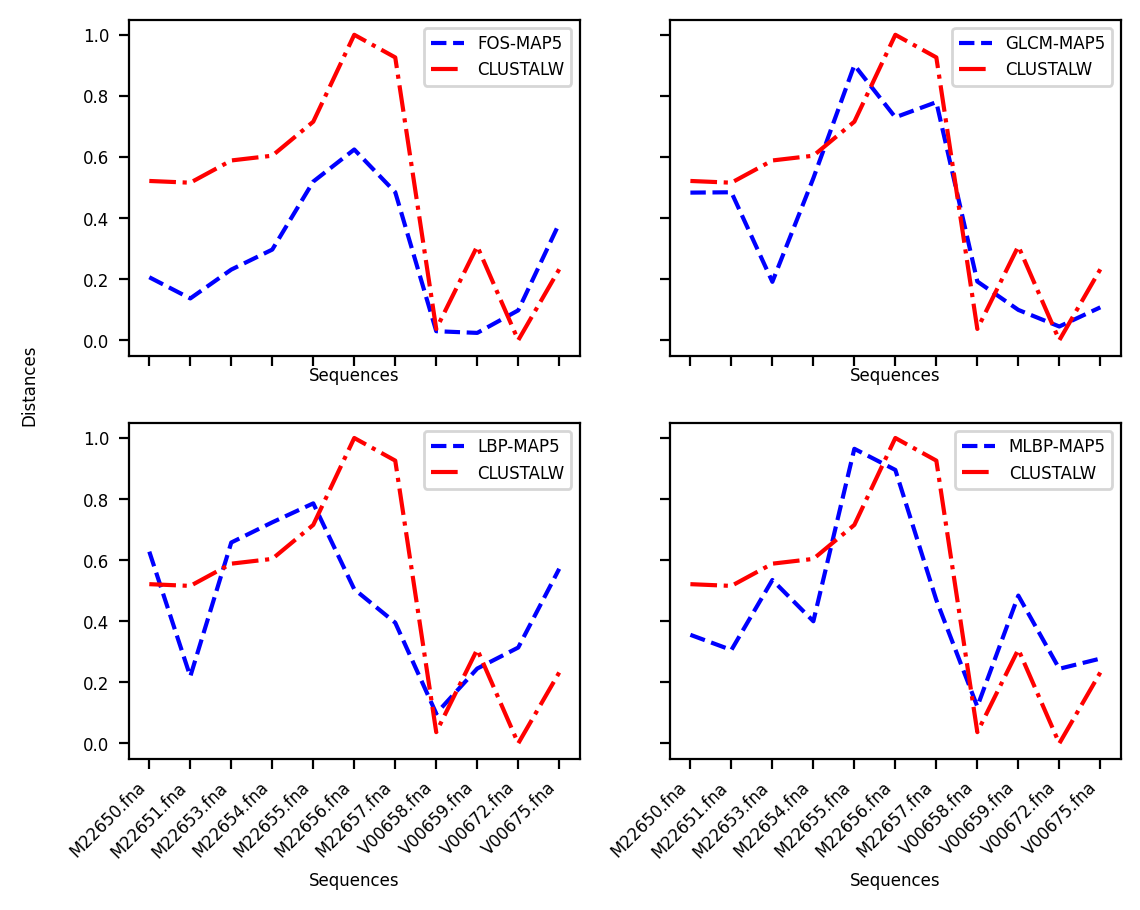 FOS-MAP5
CLUSTALW
1.0
0.8
0.6
0.4
0.2
0.0
Sequences
GLCM-MAP5
CLUSTALW
Sequences
Distances
LBP-MAP5
CLUSTALW
1.0
0.8
0.6
0.4
0.2
0.0
M22650.fna
M22651.fna
M22653.fna
M22654.fna
M22655.fna
M22656.fna
M22657.fna
V00658.fna
V00659.fna
V00672.fna
V00675.fna
Sequences
MLBP-MAP5
CLUSTALW
M22650.fna
M22651.fna
M22653.fna
M22654.fna
M22655.fna
M22656.fna
M22657.fna
V00658.fna
V00659.fna
V00672.fna
V00675.fna
Sequences